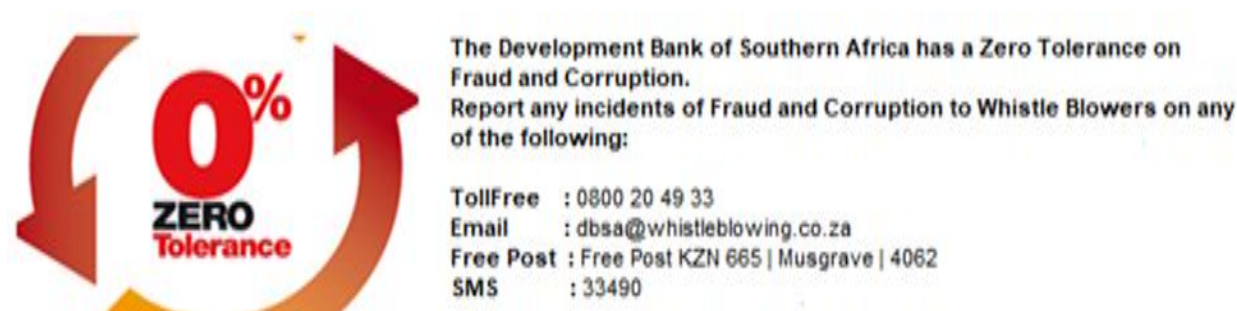 0%
ZERO
Tolerance
The Development Bank of Southern Africa has a Zero Tolerance on
Fraud and Corruption.
Report any incidents of Fraud and Corruption to Whistle Blowers on any
of the following:
TollFree : 0800 20 49 33
Email : dbsa@whistleblowing.co.za
Free Post : Free Post KZN 665 | Musgrave | 4062
SMS : 33490